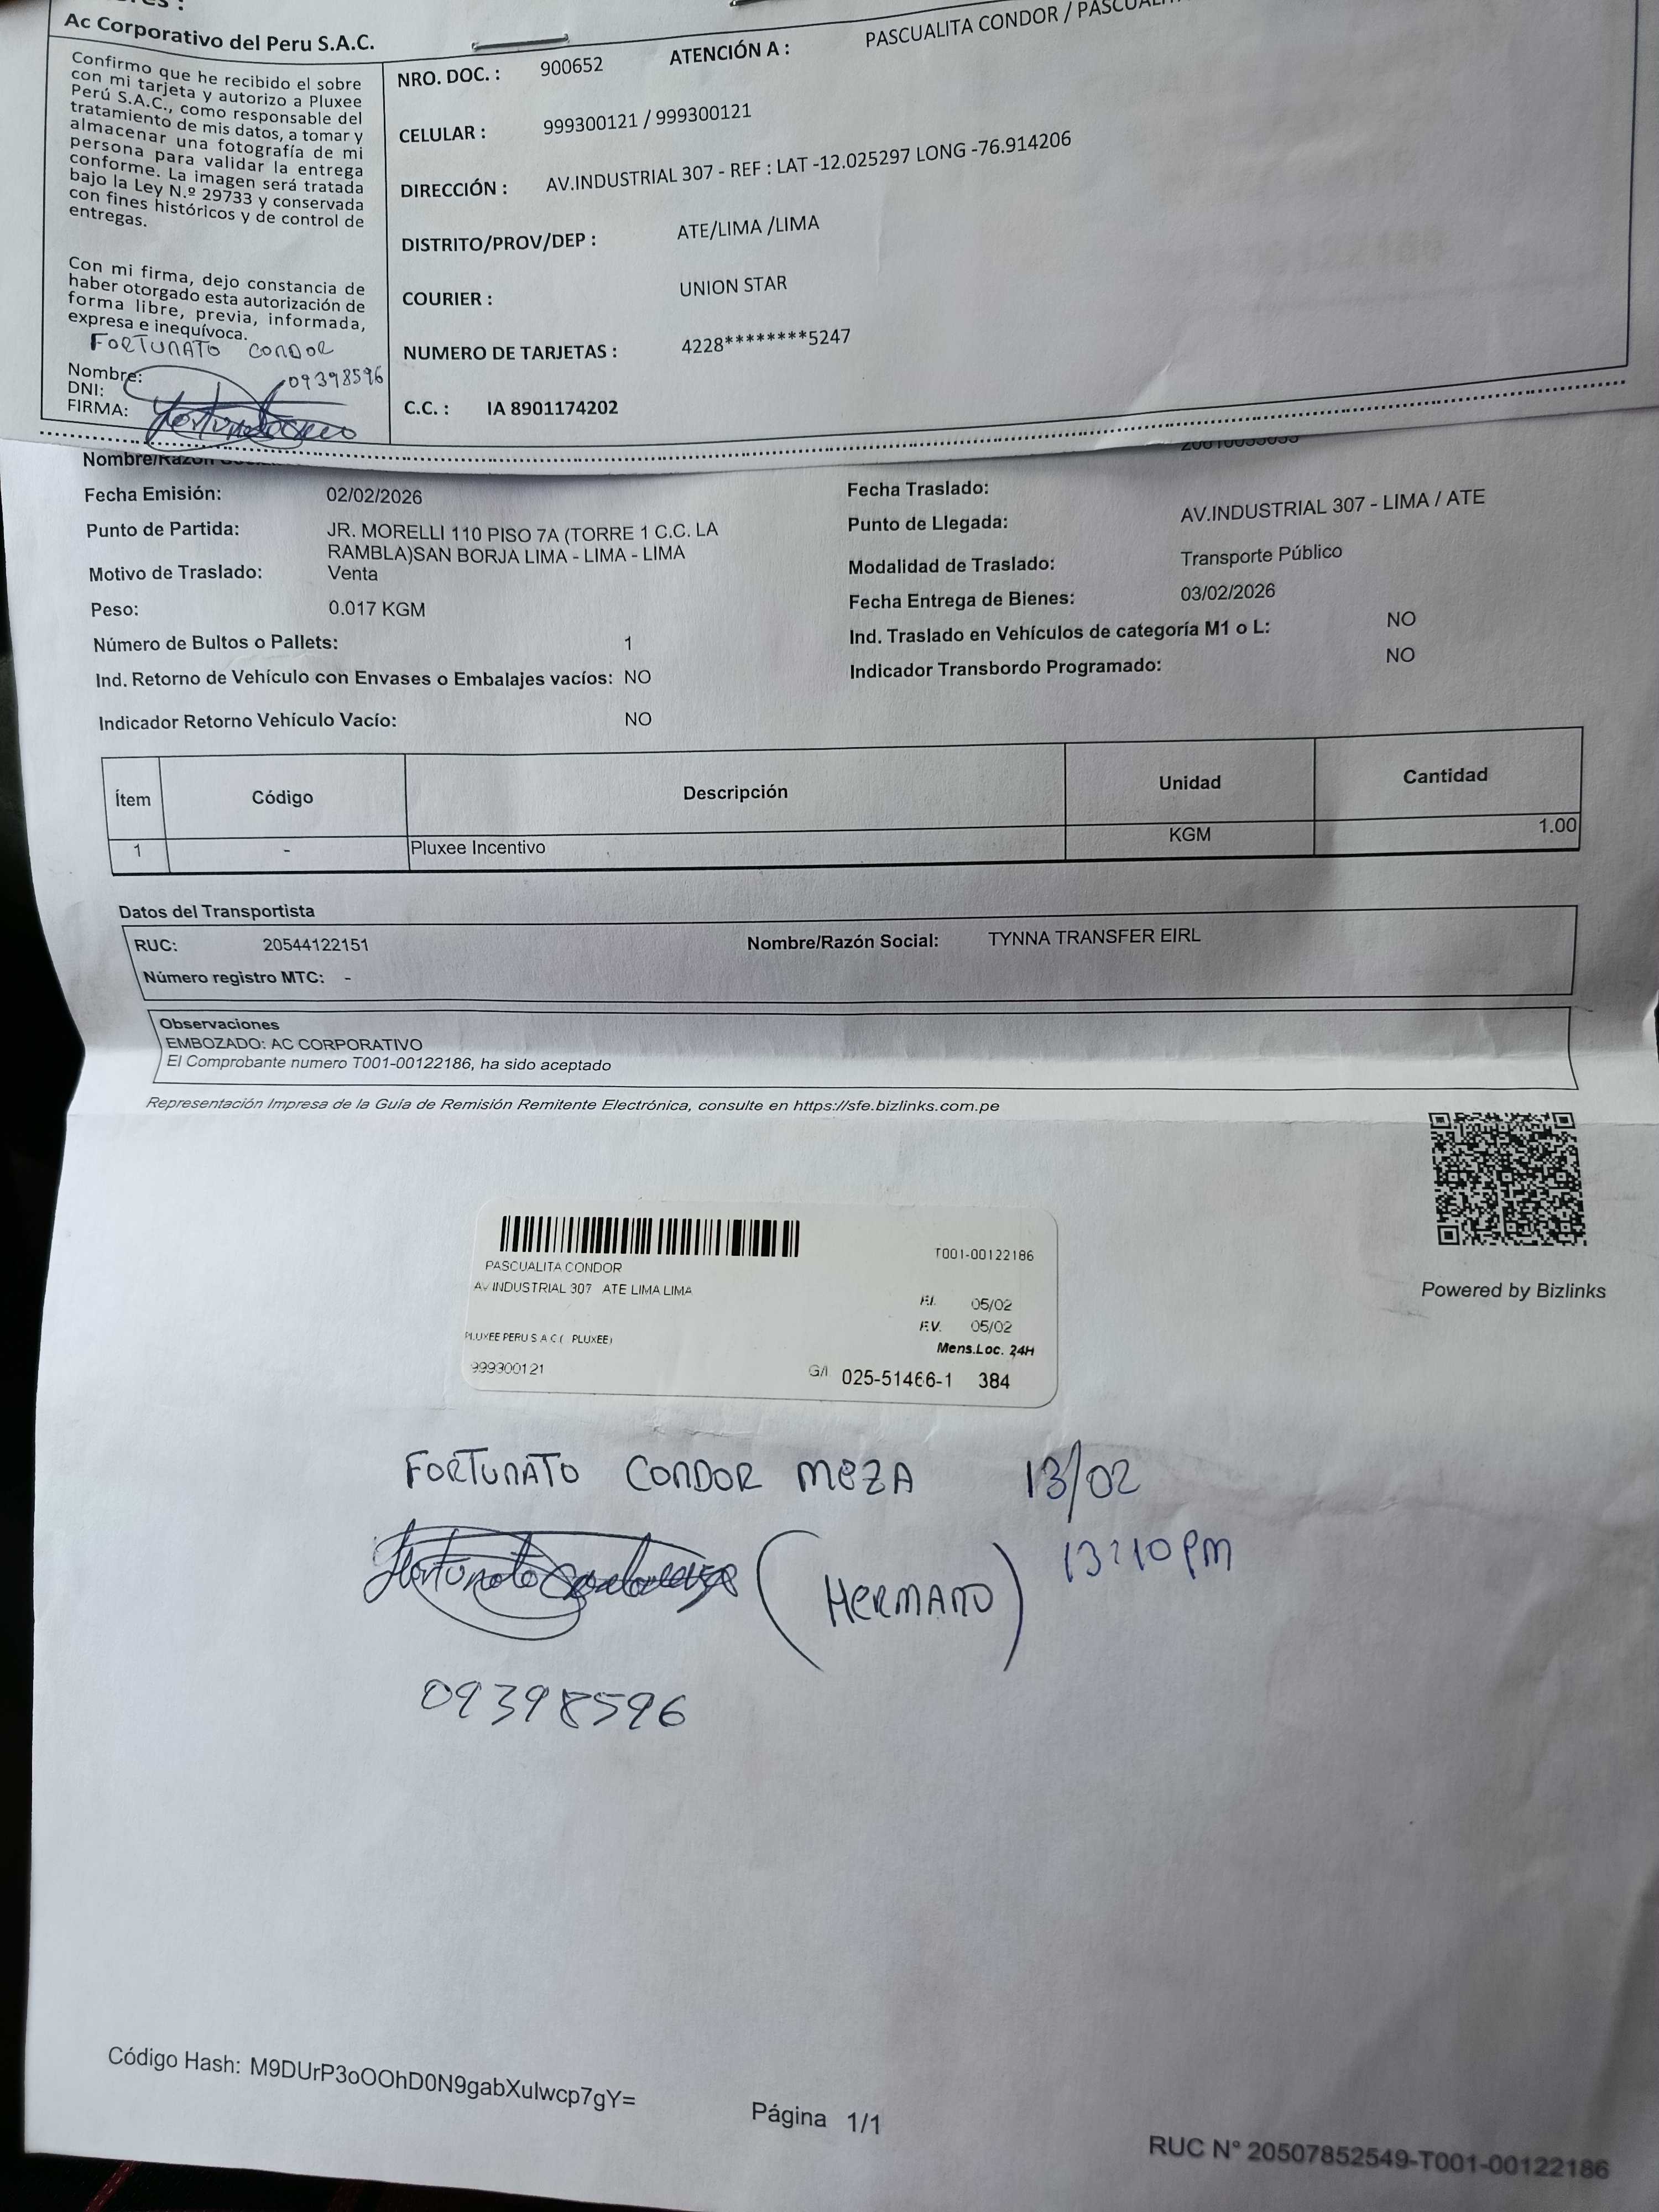 Ac Corporativo del Peru S.A.C.
Confirmo que he recibido el sobre
con mi tarjeta y autorizo a Pluxee
Perú S.A.C., como responsable del
tratamiento de mis datos, a tomar y
almacenar una fotografía de mi
persona para validar la entrega
conforme. La imagen será tratada
bajo la Ley N.º 29733 y conservada
con fines históricos y de control de
entregas.
Con mi firma, dejo constancia de
haber otorgado esta autorización de
forma libre, previa, informada,
expresa e inequívoca.
FORTUNATO CONDOR
Nombre:
DNI: 09398596
FIRMA:
NRO. DOC. : 900652 ATENCIÓN A : PASCUALITA CONDOR /
CELULAR : 999300121 / 999300121
DIRECCIÓN : AV.INDUSTRIAL 307 - REF : LAT -12.025297 LONG -76.914206
DISTRITO/PROV/DEP : ATE/LIMA /LIMA
COURIER : UNION STAR
NUMERO DE TARJETAS : 4228********5247
C.C. : IA 8901174202
Nombre/Razón
Fecha Emisión: 02/02/2026 Fecha Traslado:
Punto de Partida: JR. MORELLI 110 PISO 7A (TORRE 1 C.C. LA
RAMBLA)SAN BORJA LIMA - LIMA - LIMA
Punto de Llegada: AV.INDUSTRIAL 307 - LIMA / ATE
Motivo de Traslado: Venta Modalidad de Traslado: Transporte Público
Peso: 0.017 KGM Fecha Entrega de Bienes: 03/02/2026
Número de Bultos o Pallets: 1 Ind. Traslado en Vehículos de categoría M1 o L: NO
Ind. Retorno de Vehículo con Envases o Embalajes vacíos: NO Indicador Transbordo Programado: NO
Indicador Retorno Vehículo Vacío: NO
Ítem Código Descripción Unidad Cantidad
1 - Pluxee Incentivo KGM 1.00
Datos del Transportista
RUC: 20544122151 Nombre/Razón Social: TYNNA TRANSFER EIRL
Número registro MTC: -
Observaciones
EMBOZADO: AC CORPORATIVO
El Comprobante numero T001-00122186, ha sido aceptado
Representación Impresa de la Guía de Remisión Remitente Electrónica, consulte en https://sfe.bizlinks.com.pe
Powered by Bizlinks
T001-00122186
PASCUALITA CONDOR
AV INDUSTRIAL 307 ATE LIMA LIMA
F.I. 05/02
F.V. 05/02
PLUXEE PERU S A C ( PLUXEE)
Mens.Loc. 24H
999300121
G/I 025-51466-1 384
FORTUNATO CONDOR MEZA 13/02
(HERMANO) 13:10 PM
09398596
Código Hash: M9DUrP3oOOhD0N9gabXulwcp7gY=
Página 1/1
RUC N° 20507852549-T001-00122186